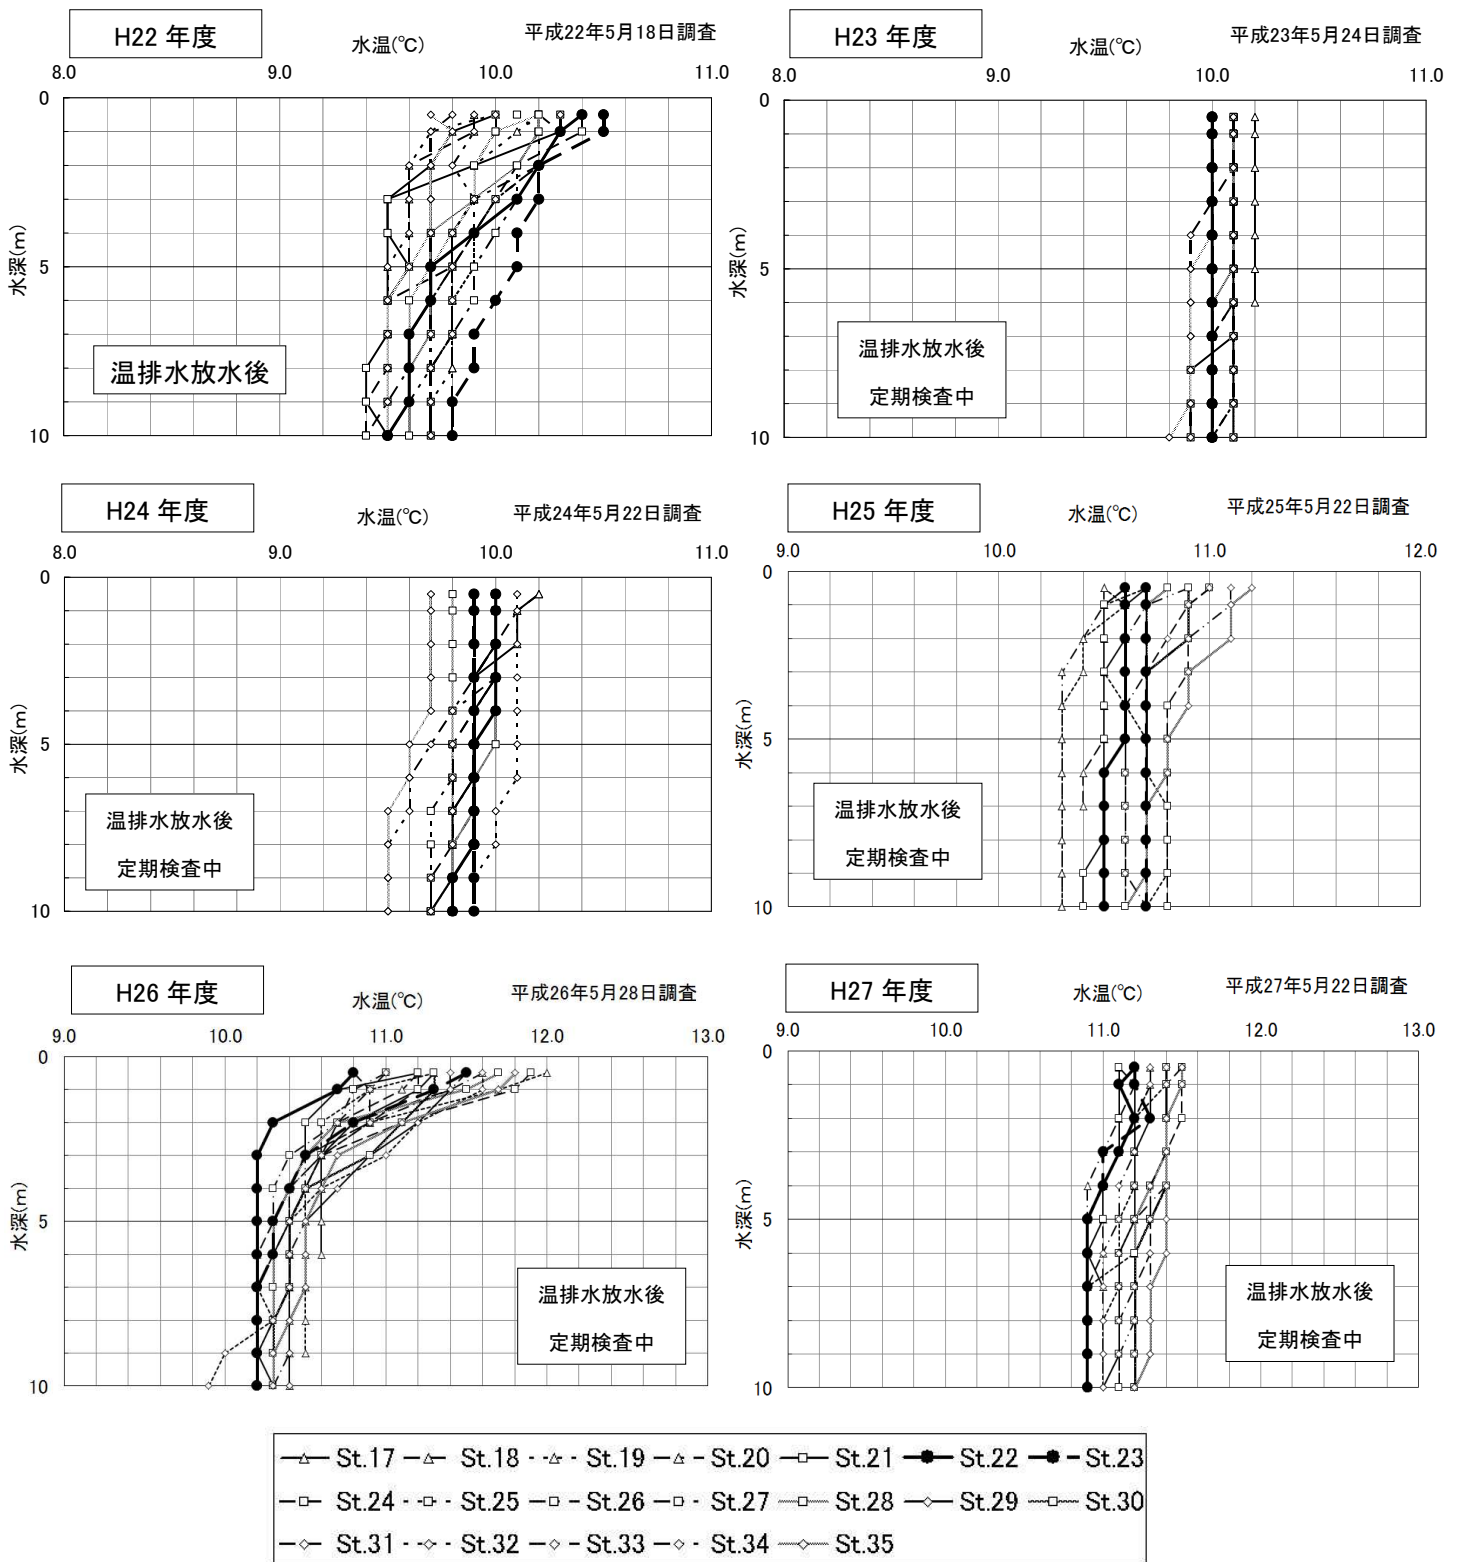 H22 年度
水温(℃)
平成22年5月18日調査
8.0 9.0 10.0 11.0
0
5
10
水深(m)
温排水放水後
H23 年度
水温(℃)
平成23年5月24日調査
8.0 9.0 10.0 11.0
0
5
10
水深(m)
温排水放水後
定期検査中
H24 年度
水温(℃)
平成24年5月22日調査
8.0 9.0 10.0 11.0
0
5
10
水深(m)
温排水放水後
定期検査中
H25 年度
水温(℃)
平成25年5月22日調査
9.0 10.0 11.0 12.0
0
5
10
水深(m)
温排水放水後
定期検査中
H26 年度
水温(℃)
平成26年5月28日調査
9.0 10.0 11.0 12.0 13.0
0
5
10
水深(m)
温排水放水後
定期検査中
H27 年度
水温(℃)
平成27年5月22日調査
9.0 10.0 11.0 12.0 13.0
0
5
10
水深(m)
温排水放水後
定期検査中
St.17 St.18 St.19 St.20 St.21 St.22 St.23
St.24 St.25 St.26 St.27 St.28 St.29 St.30
St.31 St.32 St.33 St.34 St.35